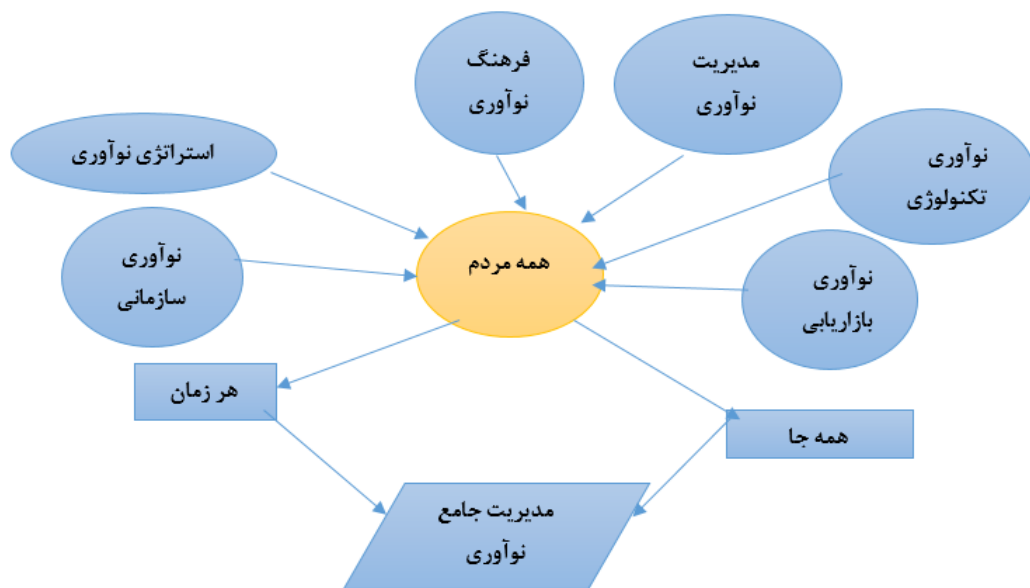 مدیریت
نوآوری
فرهنگ
نوآوری
نوآوری
تکنولوژی
استراتژی نوآوری
همه مردم
نوآوری
سازمانی
نوآوری
بازاریابی
هر زمان
همه جا
مدیریت جامع
نوآوری